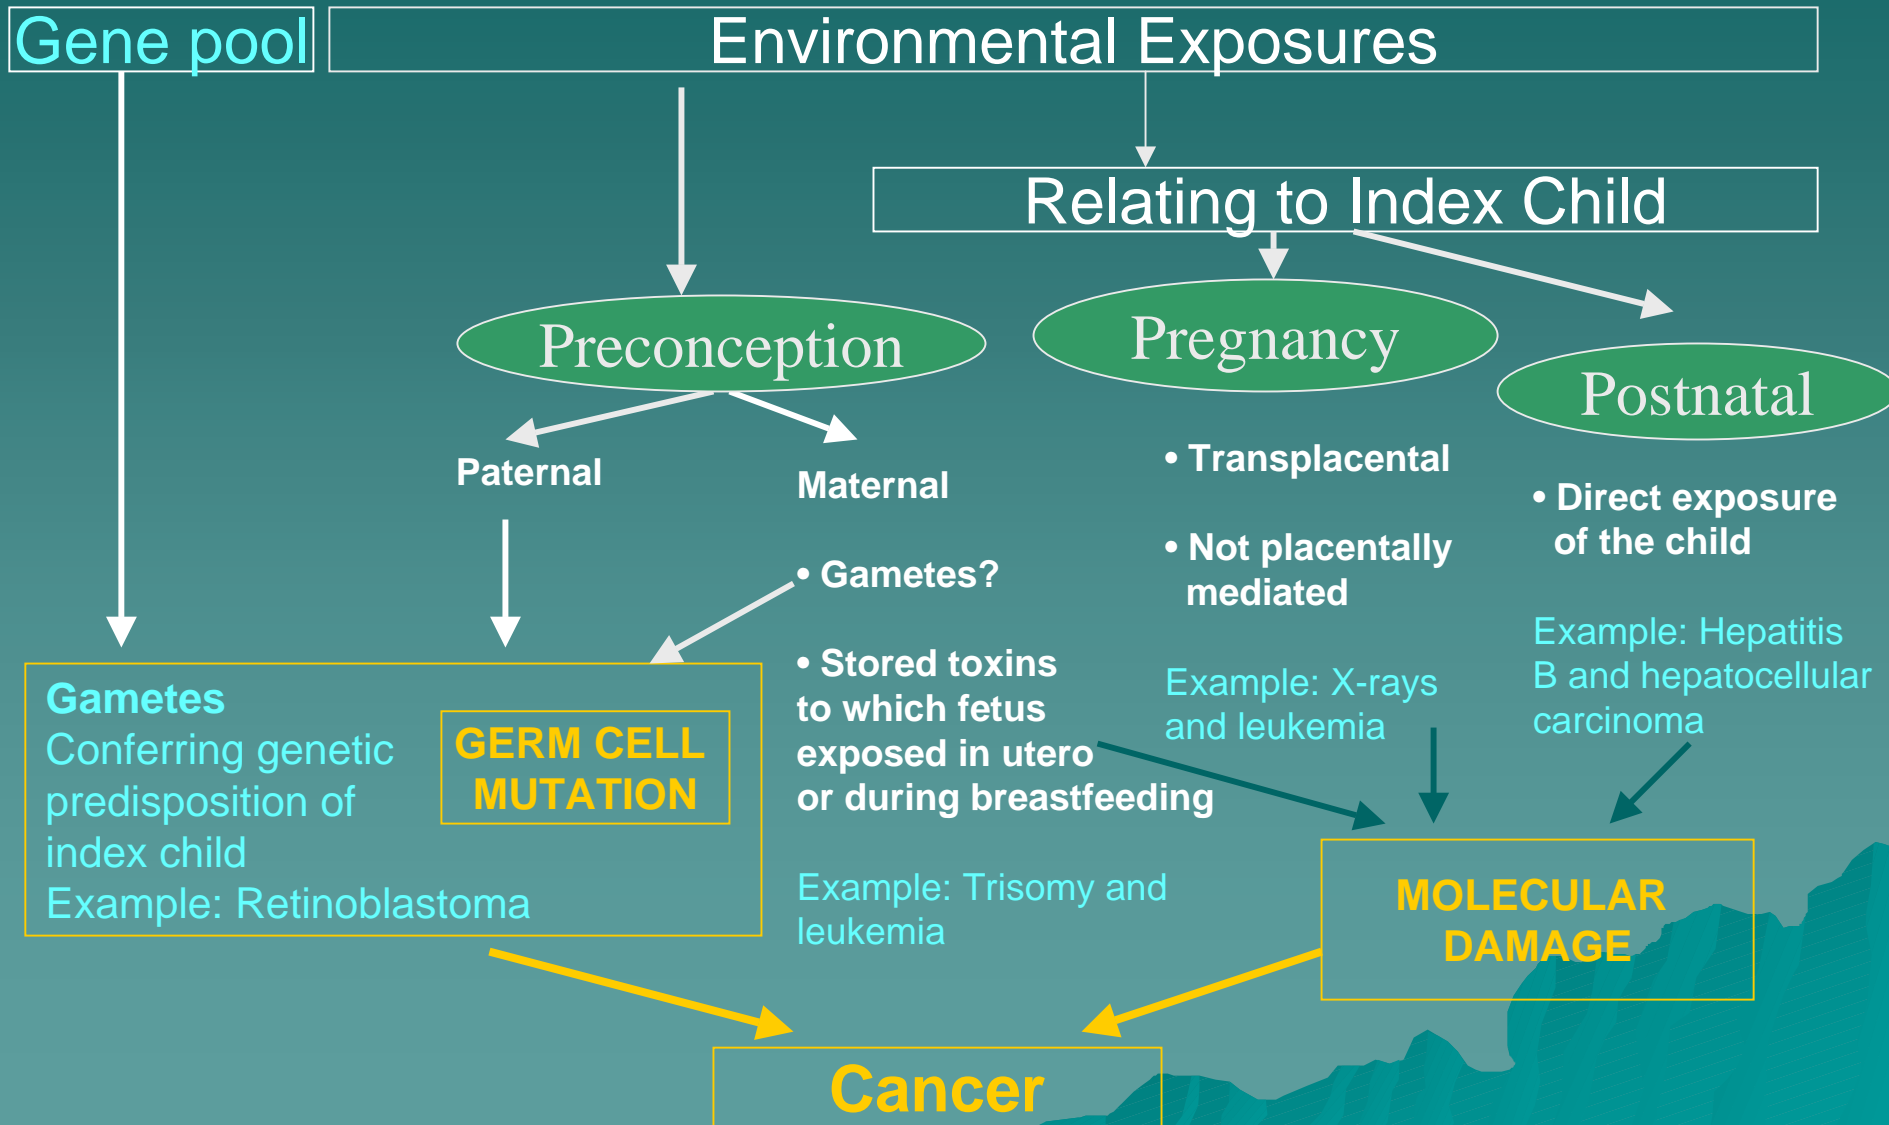 Gene pool
Environmental Exposures
Relating to Index Child
Preconception
Pregnancy
Postnatal
Paternal
Maternal
• Gametes?
• Stored toxins
to which fetus
exposed in utero
or during breastfeeding
Example: Trisomy and
leukemia
• Transplacental
• Not placentally
mediated
Example: X-rays
and leukemia
• Direct exposure
of the child
Example: Hepatitis
B and hepatocellular
carcinoma
Gametes
Conferring genetic
predisposition of
index child
Example: Retinoblastoma
GERM CELL
MUTATION
MOLECULAR
DAMAGE
Cancer